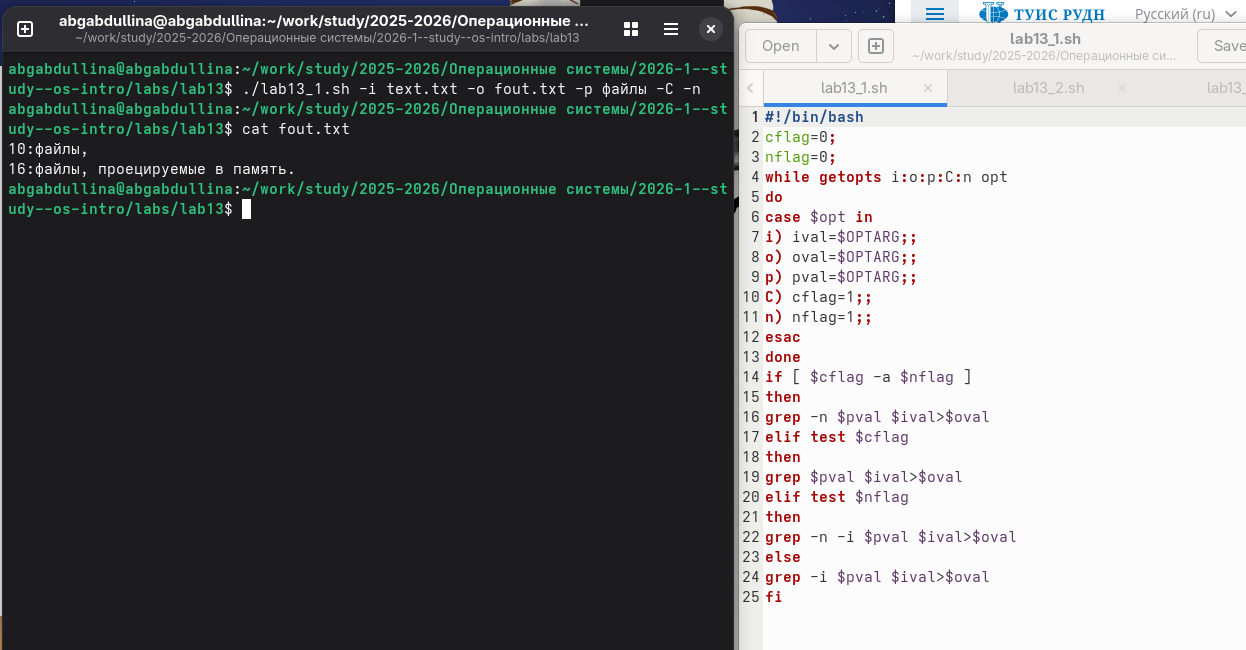 abgabdullina@abgabdullina:~/work/study/2025-2026/Операционные ...
~/work/study/2025-2026/Операционные системы/2026-1--study--os-intro/labs/lab13
abgabdullina@abgabdullina:~/work/study/2025-2026/Операционные системы/2026-1--st
udy--os-intro/labs/lab13$ ./lab13_1.sh -i text.txt -o fout.txt -p файлы -C -n
abgabdullina@abgabdullina:~/work/study/2025-2026/Операционные системы/2026-1--st
udy--os-intro/labs/lab13$ cat fout.txt
10:файлы,
16:файлы, проецируемые в память.
abgabdullina@abgabdullina:~/work/study/2025-2026/Операционные системы/2026-1--st
udy--os-intro/labs/lab13$
ТУИС РУДН
Русский (ru)
Open
lab13_1.sh
~/work/study/2025-2026/Операционные си...
Save
lab13_1.sh
lab13_2.sh
lab13_
1 #!/bin/bash
2 cflag=0;
3 nflag=0;
4 while getopts i:o:p:C:n opt
5 do
6 case $opt in
7 i) ival=$OPTARG;;
8 o) oval=$OPTARG;;
9 p) pval=$OPTARG;;
10 C) cflag=1;;
11 n) nflag=1;;
12 esac
13 done
14 if [ $cflag -a $nflag ]
15 then
16 grep -n $pval $ival>$oval
17 elif test $cflag
18 then
19 grep $pval $ival>$oval
20 elif test $nflag
21 then
22 grep -n -i $pval $ival>$oval
23 else
24 grep -i $pval $ival>$oval
25 fi